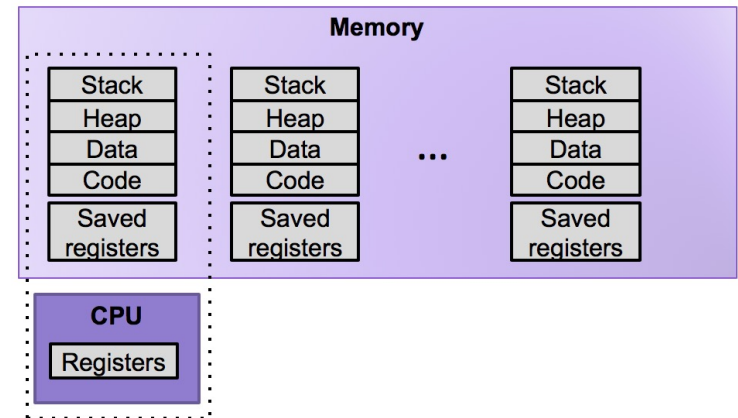 Memory
Stack
Heap
Data
Code
Saved
registers
Stack
Heap
Data
Code
Saved
registers
...
Stack
Heap
Data
Code
Saved
registers
CPU
Registers